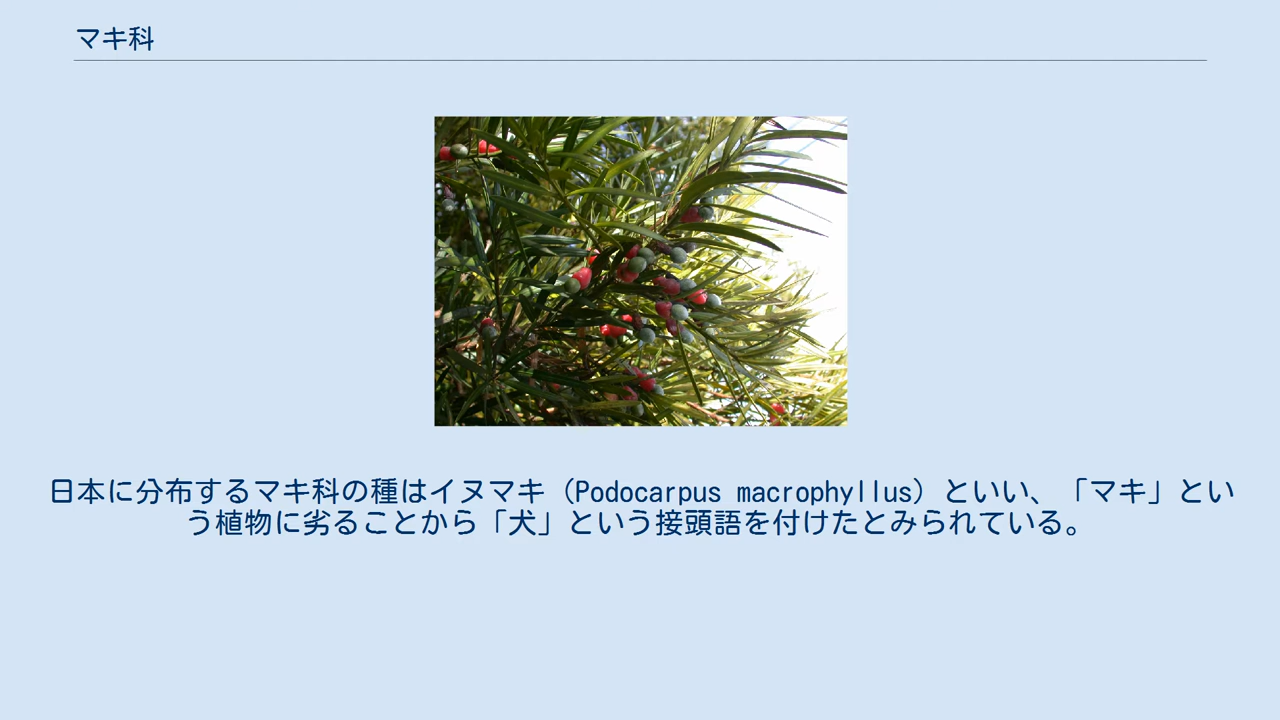 マキ科
日本に分布するマキ科の種はイヌマキ（Podocarpus macrophyllus）といい、「マキ」とい
う植物に劣ることから「犬」という接頭語を付けたとみられている。